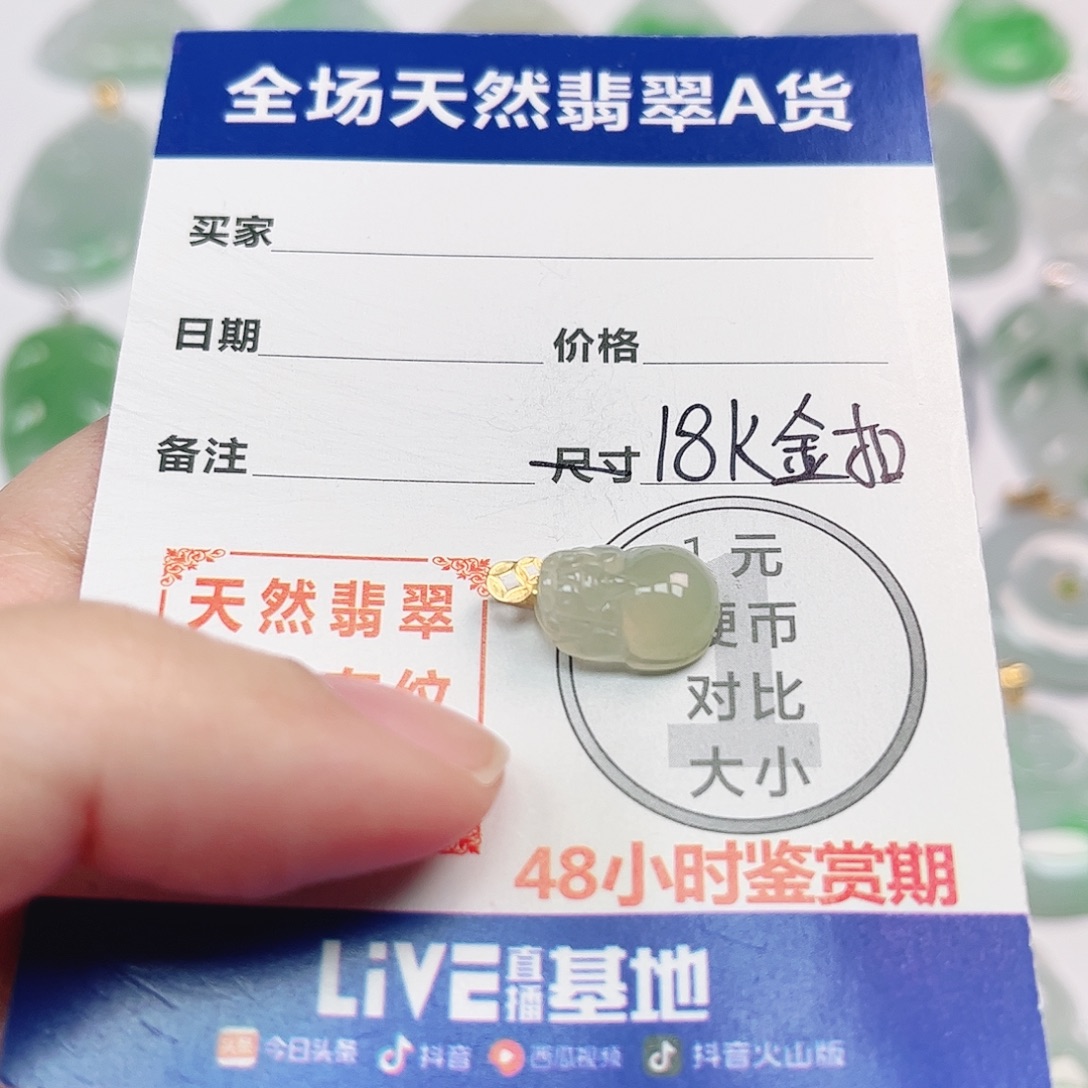 全场天然翡翠A货
买家
日期 价格
备注 尺寸 18K金扣
天然翡翠
纹
1元
硬币
对比
大小
48小时鉴赏期
LiVE直播基地
头条 今日头条 抖音 西瓜视频 抖音火山版